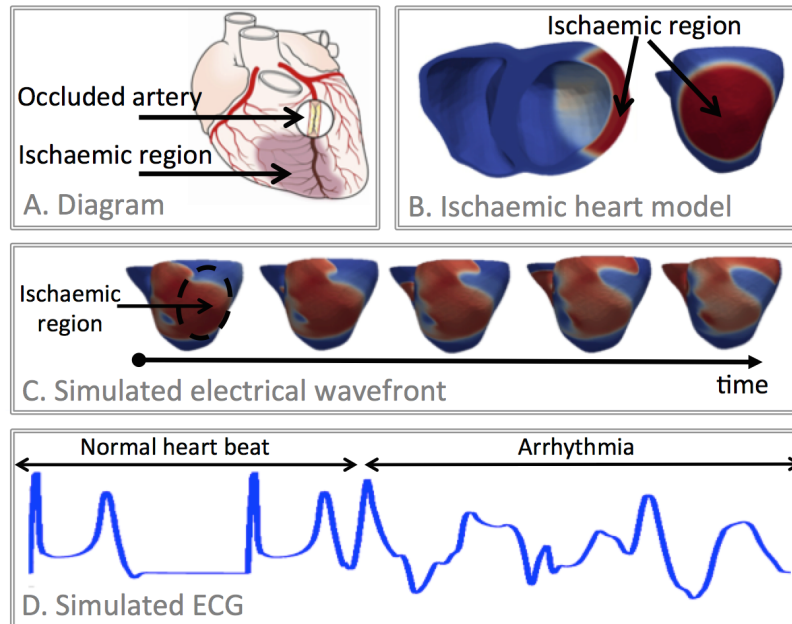 Occluded artery
Ischaemic region
A. Diagram
Ischaemic region
B. Ischaemic heart model
Ischaemic
region
time
C. Simulated electrical wavefront
Normal heart beat
Arrhythmia
D. Simulated ECG